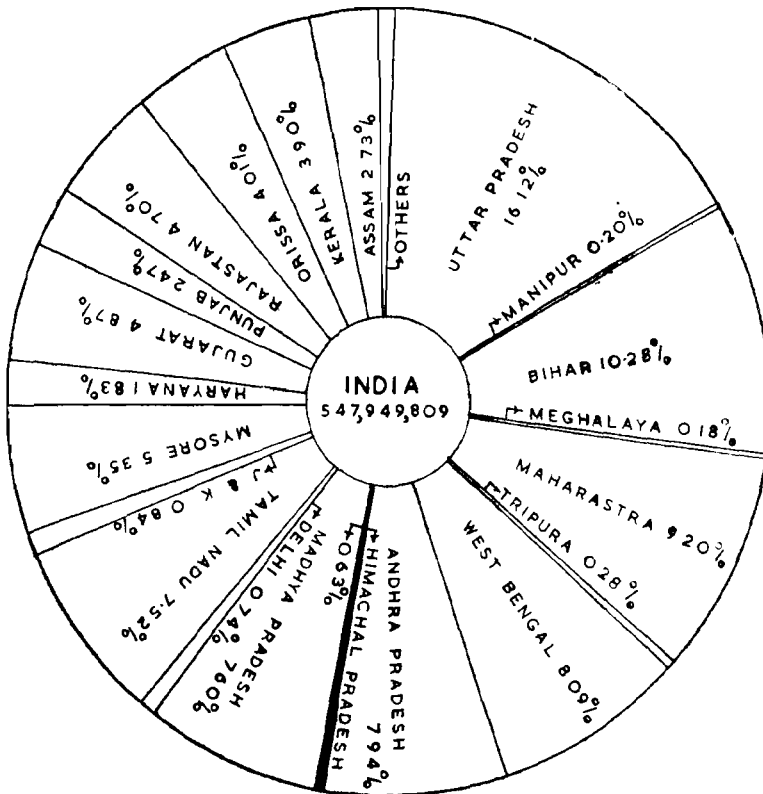 INDIA
547,949,809
UTTAR PRADESH
16 12%
MANIPUR 0·20%
BIHAR 10·28%
MEGHALAYA 0 18%
MAHARASTRA 9 20%
TRIPURA 0 28%
WEST BENGAL 8 09%
ANDHRA PRADESH
7 94%
HIMACHAL PRADESH
0 63%
MADHYA PRADESH
7 60%
DELHI 0 74%
TAMIL NADU 7·52%
J & K 0 84%
MYSORE 5 35%
HARYANA 1 83%
GUJARAT 4 87%
PUNJAB 2 47%
RAJASTAN 4 70%
ORISSA 4 01%
KERALA 3 90%
ASSAM 2 73%
OTHERS